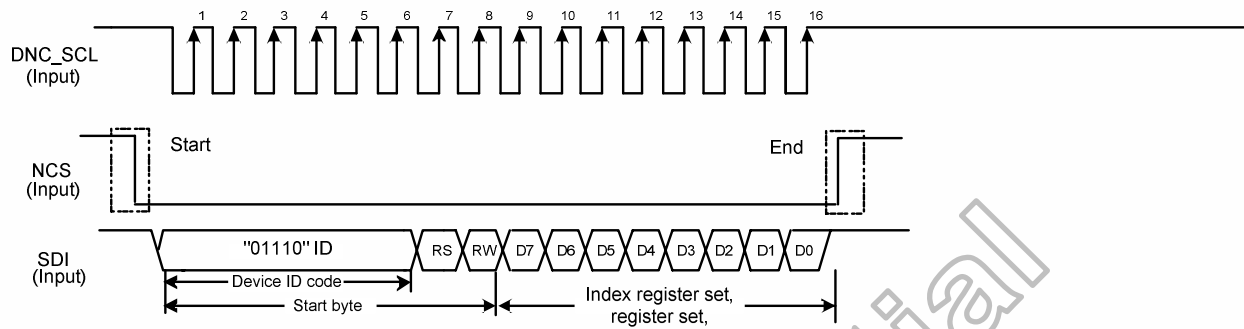 1 2 3 4 5 6 7 8 9 10 11 12 13 14 15 16
DNC_SCL
(Input)
Start
End
NCS
(Input)
SDI
(Input)
"01110" ID
RS
RW
D7
D6
D5
D4
D3
D2
D1
D0
Device ID code
Start byte
Index register set,
register set,